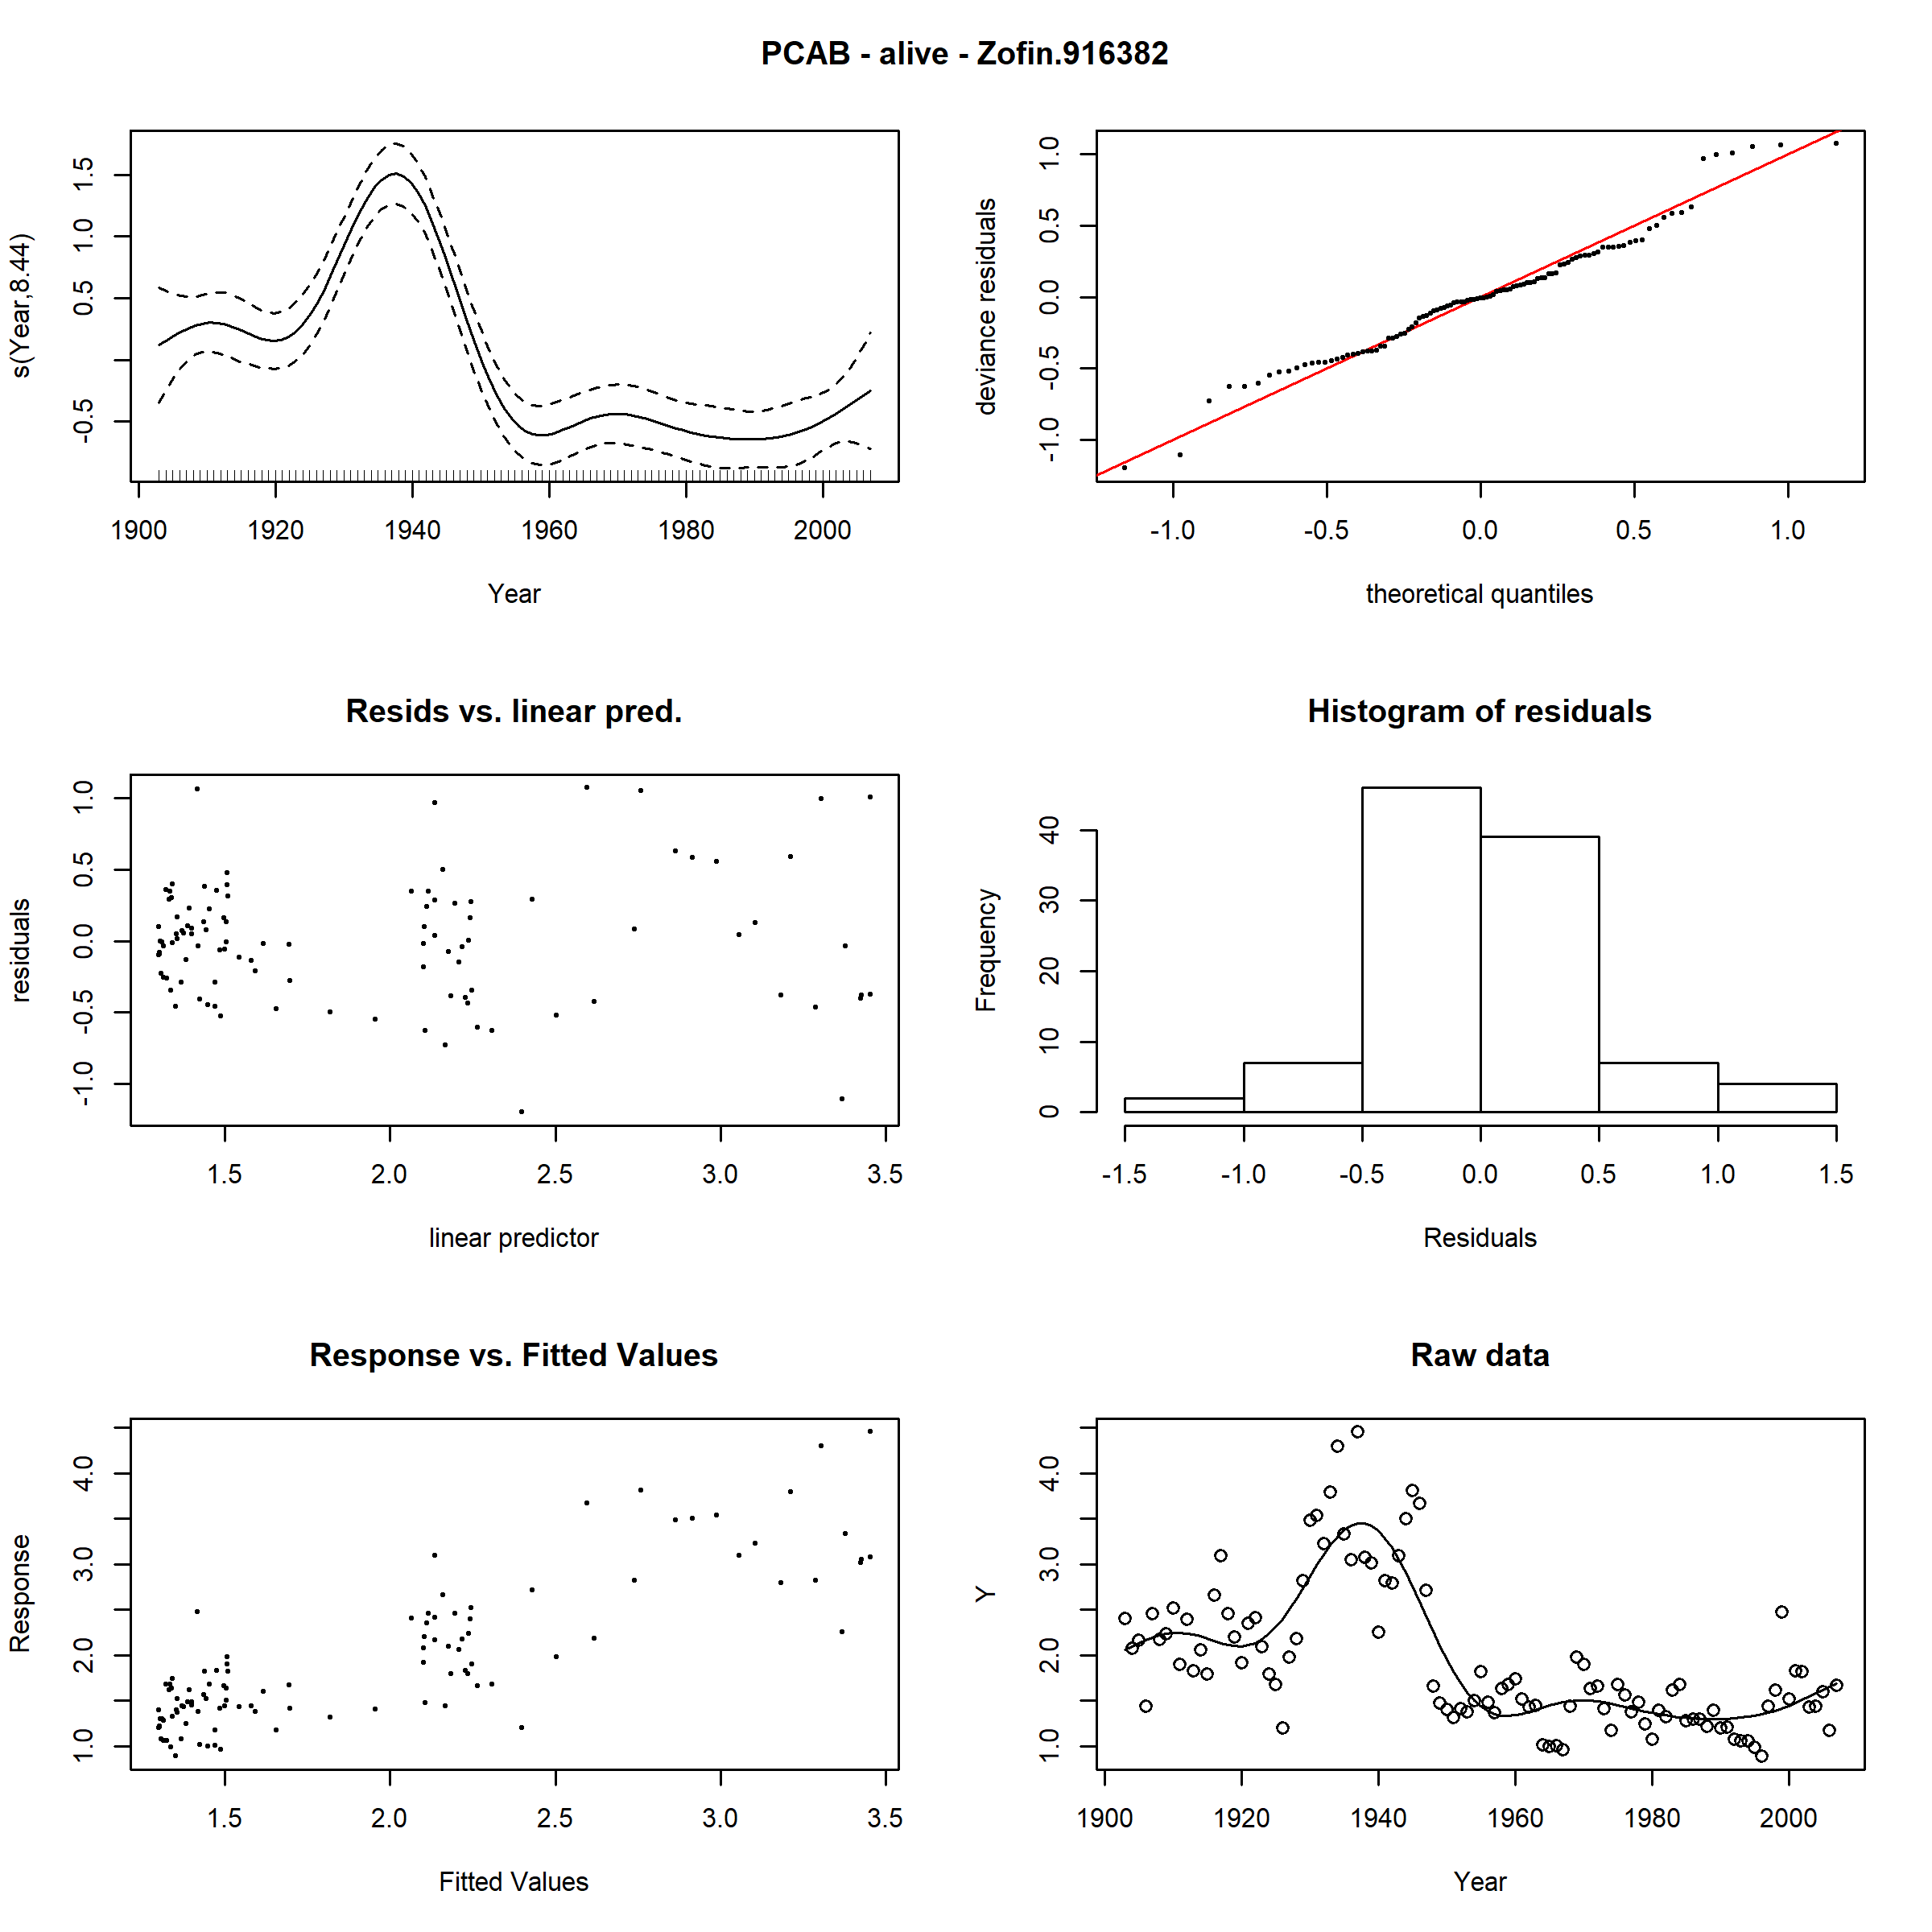 PCAB - alive - Zofin.916382
s(Year,8.44)
-0.5 0.5 1.0 1.5
1900 1920 1940 1960 1980 2000
Year
deviance residuals
-1.0 -0.5 0.0 0.5 1.0
-1.0 -0.5 0.0 0.5 1.0
theoretical quantiles
Resids vs. linear pred.
residuals
-1.0 -0.5 0.0 0.5 1.0
1.5 2.0 2.5 3.0 3.5
linear predictor
Histogram of residuals
Frequency
0 10 20 30 40
-1.5 -1.0 -0.5 0.0 0.5 1.0 1.5
Residuals
Response vs. Fitted Values
Response
1.0 2.0 3.0 4.0
1.5 2.0 2.5 3.0 3.5
Fitted Values
Raw data
Y
1.0 2.0 3.0 4.0
1900 1920 1940 1960 1980 2000
Year